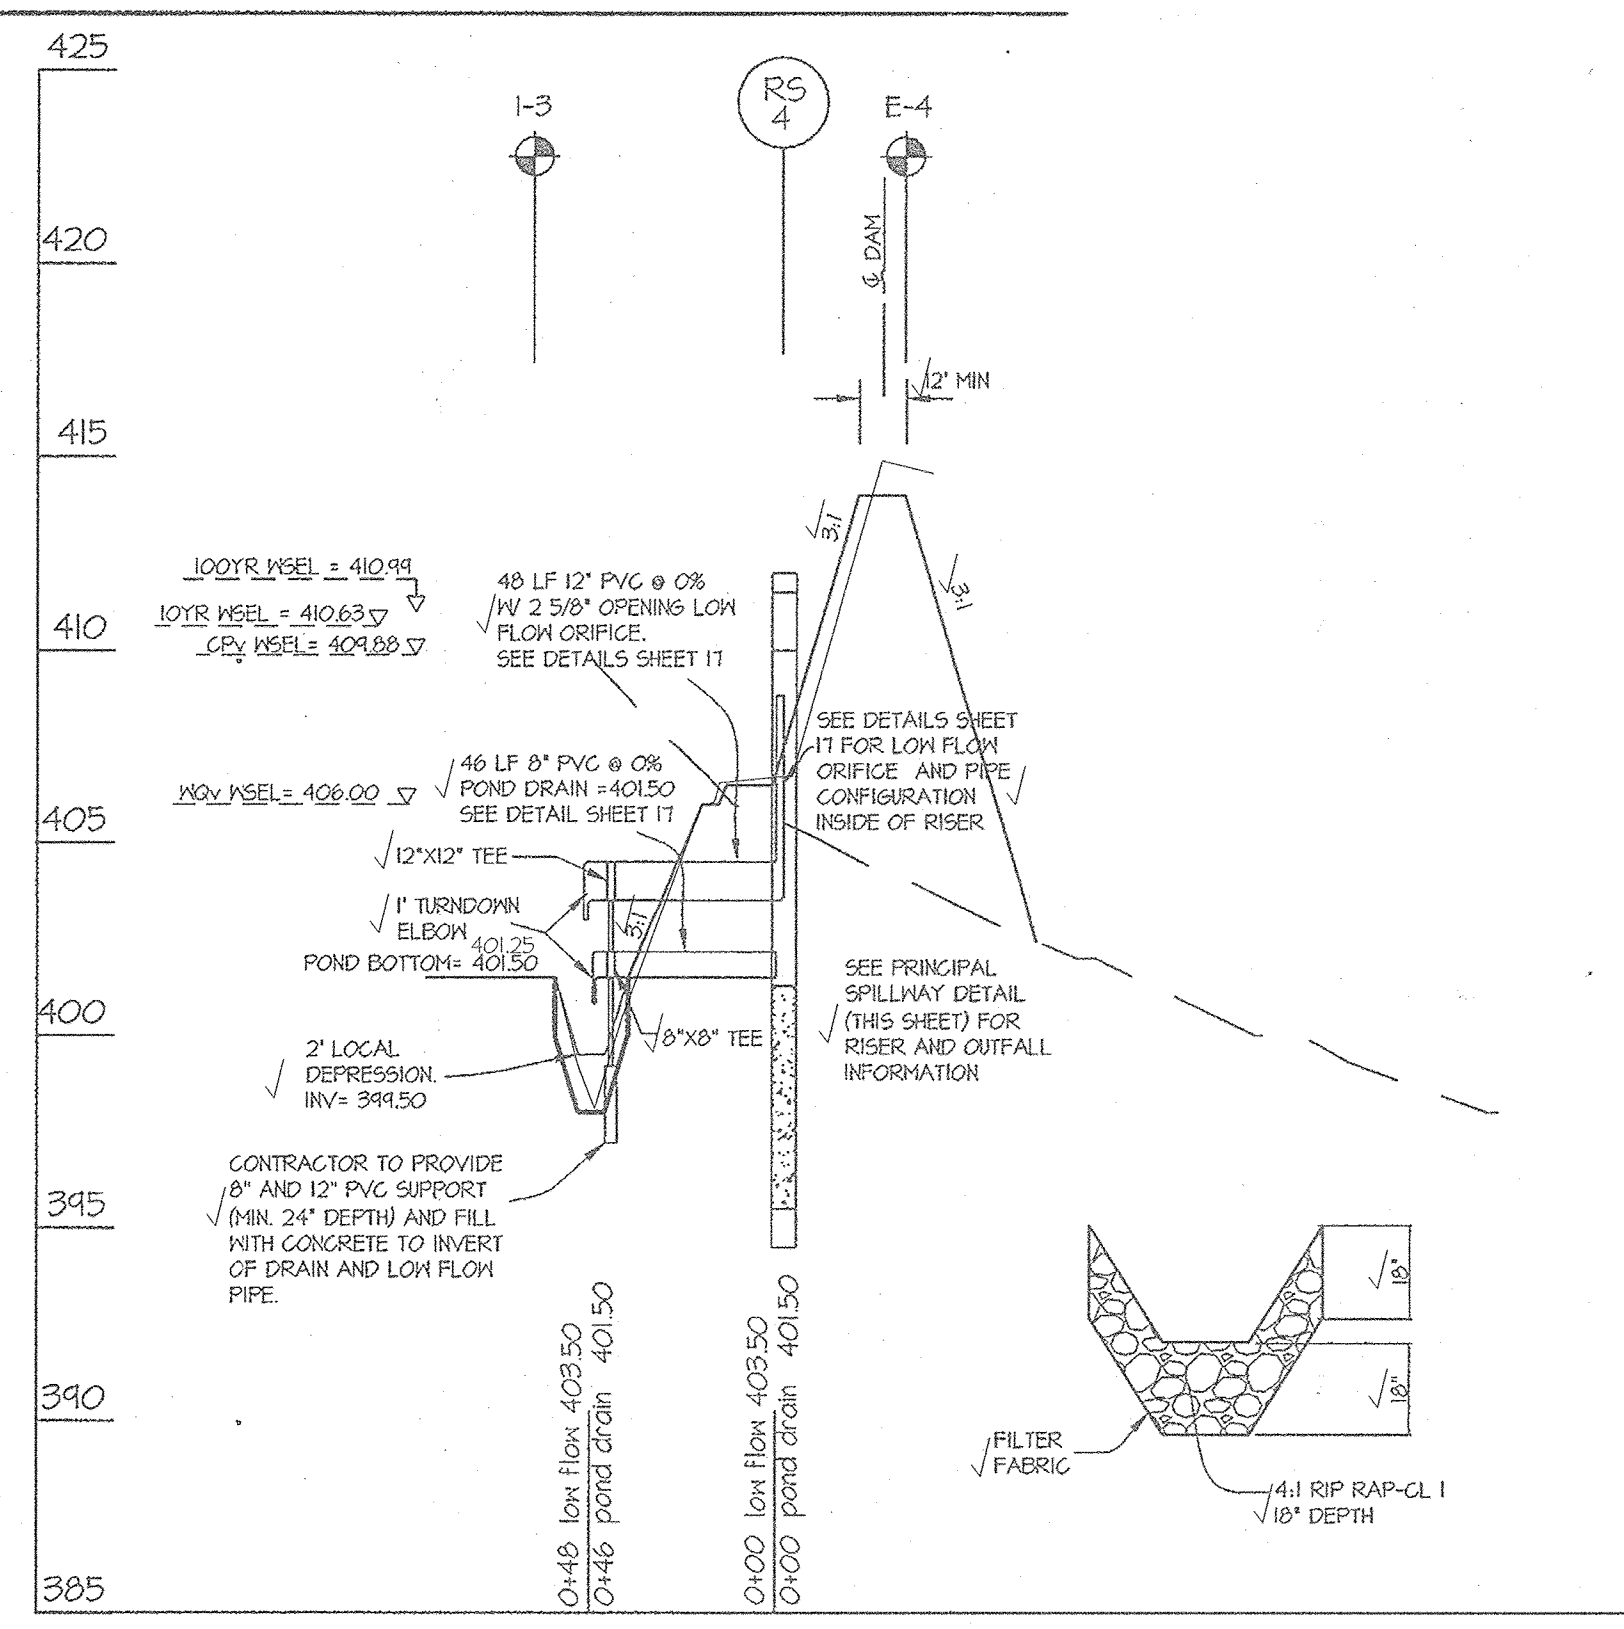 425
420
415
410
405
400
395
390
385
1-3
RS
4
E-4
℄ DAM
12' MIN
3:1
3:1
100YR WSEL = 410.99
10YR WSEL = 410.63
CPv WSEL= 409.88
WQv WSEL= 406.00
48 LF 12" PVC @ 0%
W/ 2 5/8" OPENING LOW
FLOW ORIFICE.
SEE DETAILS SHEET 17
46 LF 8" PVC @ 0%
POND DRAIN =401.50
SEE DETAIL SHEET 17
SEE DETAILS SHEET
17 FOR LOW FLOW
ORIFICE AND PIPE
CONFIGURATION
INSIDE OF RISER
12"X12" TEE
1' TURNDOWN
ELBOW
3:1
401.25
POND BOTTOM= 401.50
8"X8" TEE
SEE PRINCIPAL
SPILLWAY DETAIL
(THIS SHEET) FOR
RISER AND OUTFALL
INFORMATION
2' LOCAL
DEPRESSION.
INV= 399.50
CONTRACTOR TO PROVIDE
8" AND 12" PVC SUPPORT
(MIN. 24" DEPTH) AND FILL
WITH CONCRETE TO INVERT
OF DRAIN AND LOW FLOW
PIPE.
0+48 low flow 403.50
0+46 pond drain 401.50
0+00 low flow 403.50
0+00 pond drain 401.50
18"
18"
FILTER
FABRIC
4:1 RIP RAP-CL 1
18" DEPTH